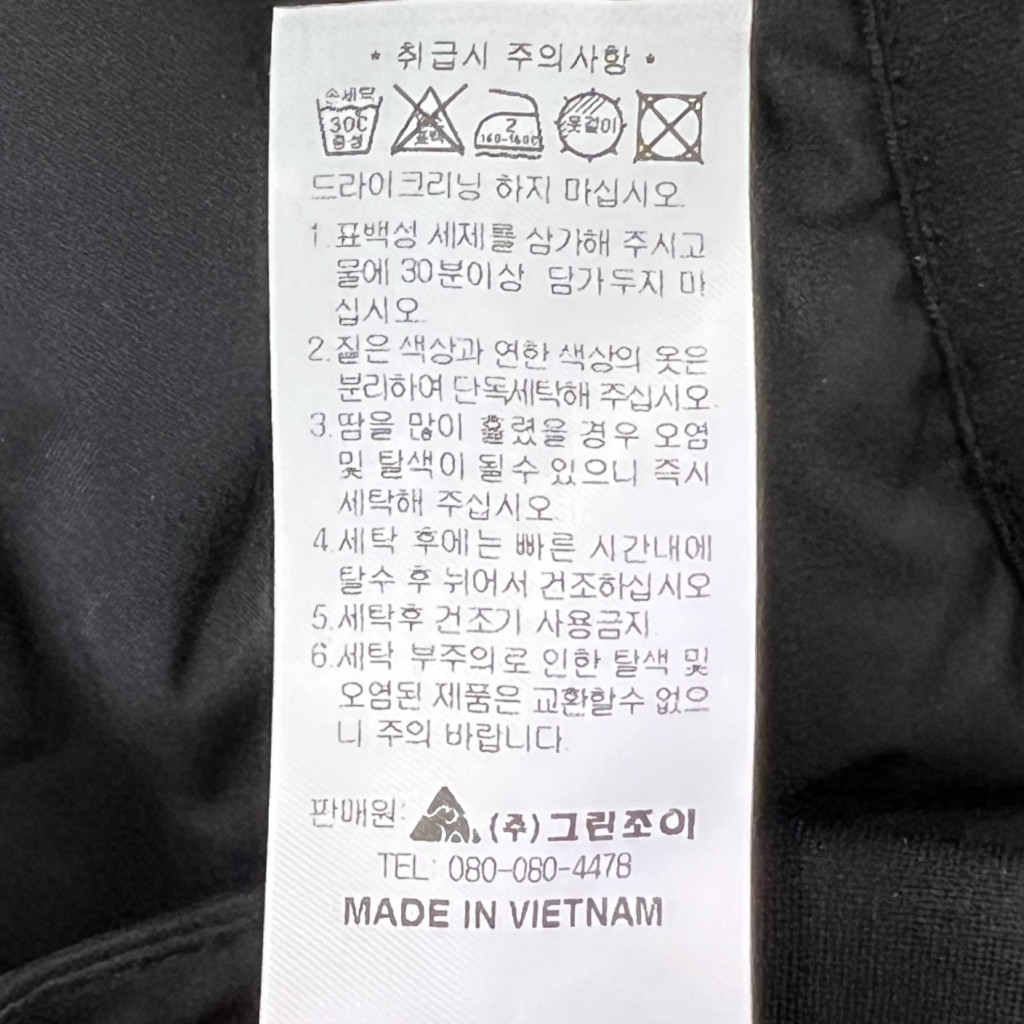 * 취급시 주의사항 *
손세탁 30C 중성 표백 2 140-160C 옷걸이
드라이크리닝 하지 마십시오.
1. 표백성 세제를 삼가해 주시고
물에 30분이상 담가두지 마
십시오.
2. 짙은 색상과 연한 색상의 옷은
분리하여 단독세탁해 주십시오.
3. 땀을 많이 흘렸을 경우 오염
및 탈색이 될 수 있으니 즉시
세탁해 주십시오.
4. 세탁 후에는 빠른 시간내에
탈수 후 뉘어서 건조하십시오
5. 세탁후 건조기 사용금지.
6. 세탁 부주의로 인한 탈색 및
오염된 제품은 교환할수 없으
니 주의 바랍니다.
판매원: (주)그린조이
TEL: 080-080-4478
MADE IN VIETNAM